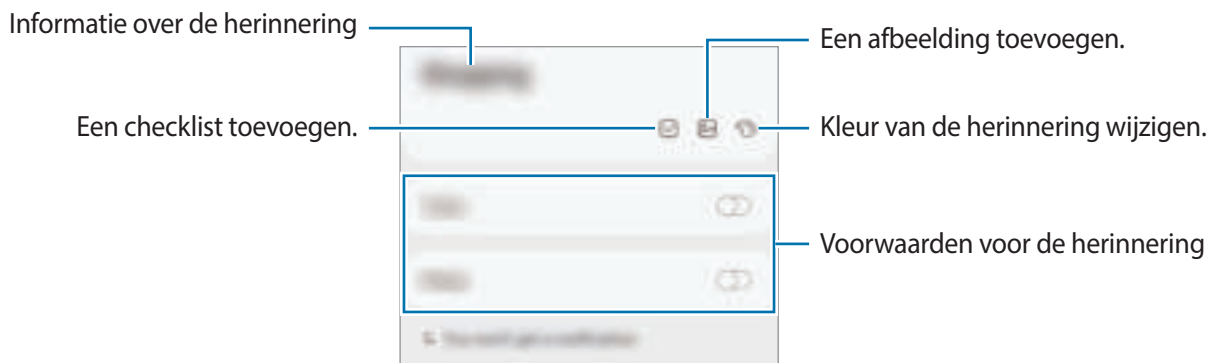 Informatie over de herinnering
Een afbeelding toevoegen.
Een checklist toevoegen.
Kleur van de herinnering wijzigen.
Voorwaarden voor de herinnering